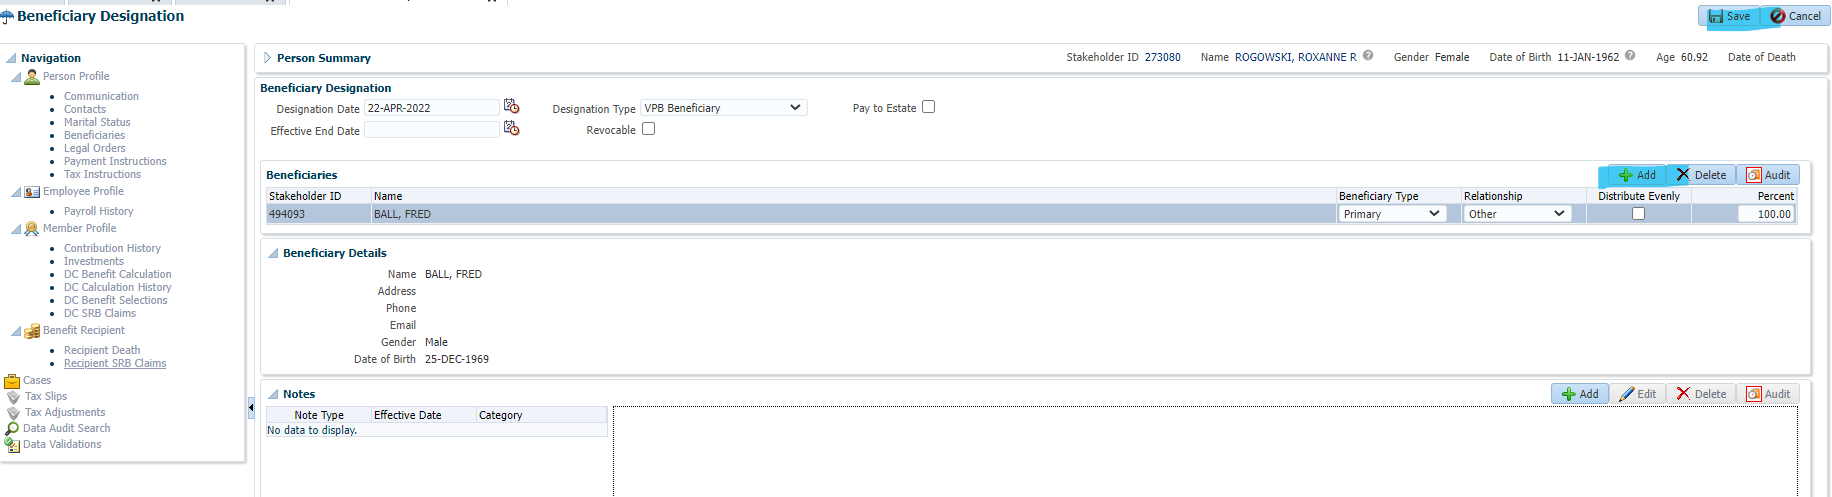 Beneficiary Designation
Save Cancel
Navigation
Person Profile
Communication
Contacts
Marital Status
Beneficiaries
Legal Orders
Payment Instructions
Tax Instructions
Employee Profile
Payroll History
Member Profile
Contribution History
Investments
DC Benefit Calculation
DC Calculation History
DC Benefit Selections
DC SRB Claims
Benefit Recipient
Recipient Death
Recipient SRB Claims
Cases
Tax Slips
Tax Adjustments
Data Audit Search
Data Validations
Person Summary Stakeholder ID 273080 Name ROGOWSKI, ROXANNE R Gender Female Date of Birth 11-JAN-1962 Age 60.92 Date of Death
Beneficiary Designation
Designation Date 22-APR-2022 Designation Type VPB Beneficiary Pay to Estate
Effective End Date Revocable
Beneficiaries Add Delete Audit
Stakeholder ID Name Beneficiary Type Relationship Distribute Evenly Percent
494093 BALL, FRED Primary Other 100.00
Beneficiary Details
Name BALL, FRED
Address
Phone
Email
Gender Male
Date of Birth 25-DEC-1969
Notes Add Edit Delete Audit
Note Type Effective Date Category
No data to display.